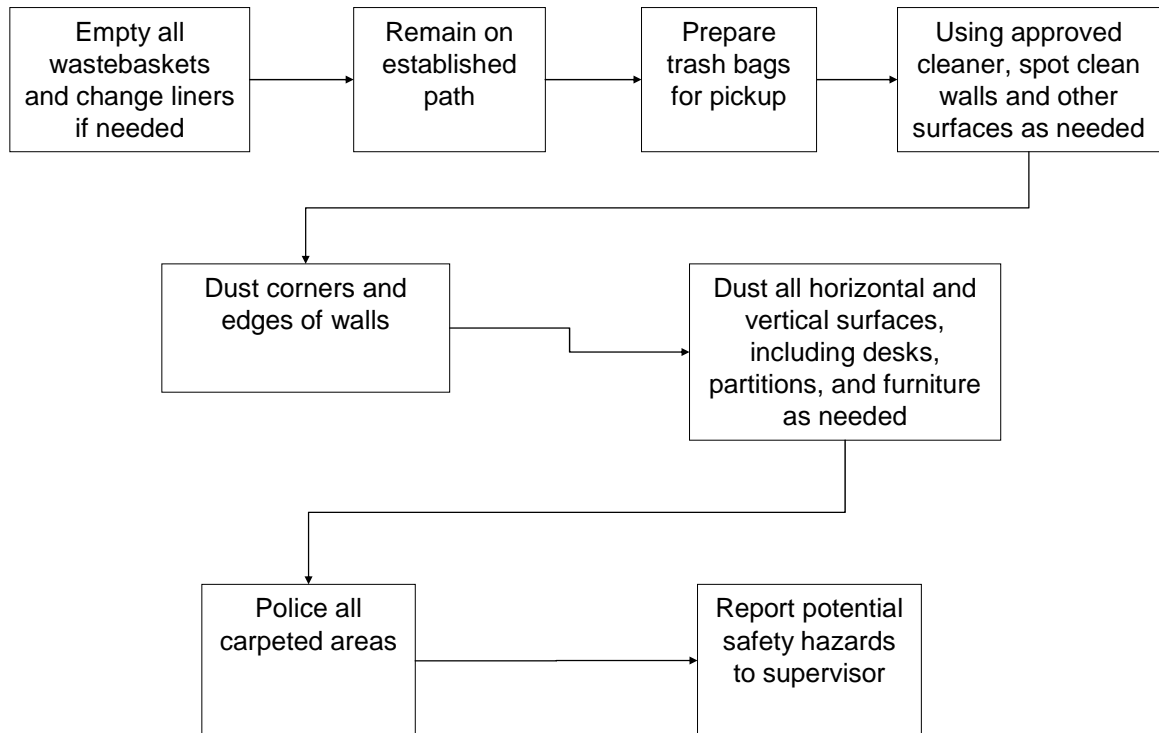 Empty all
wastebaskets
and change liners
if needed
Remain on
established
path
Prepare
trash bags
for pickup
Using approved
cleaner, spot clean
walls and other
surfaces as needed
Dust corners and
edges of walls
Dust all horizontal and
vertical surfaces,
including desks,
partitions, and furniture
as needed
Police all
carpeted areas
Report potential
safety hazards
to supervisor